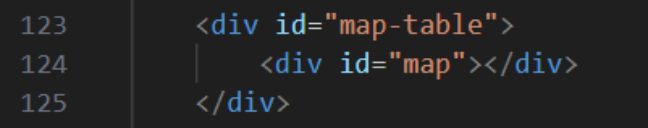 123 <div id="map-table">
124 <div id="map"></div>
125 </div>